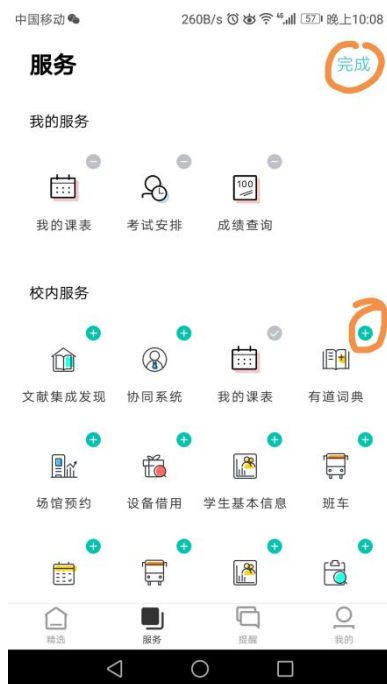 中国移动 260B/s 46 57 晚上10:08
服务 完成
我的服务
100
我的课表 考试安排 成绩查询
校内服务
文献集成发现 协同系统 我的课表 有道词典
场馆预约 设备借用 学生基本信息 班车
精选 服务 提醒 我的